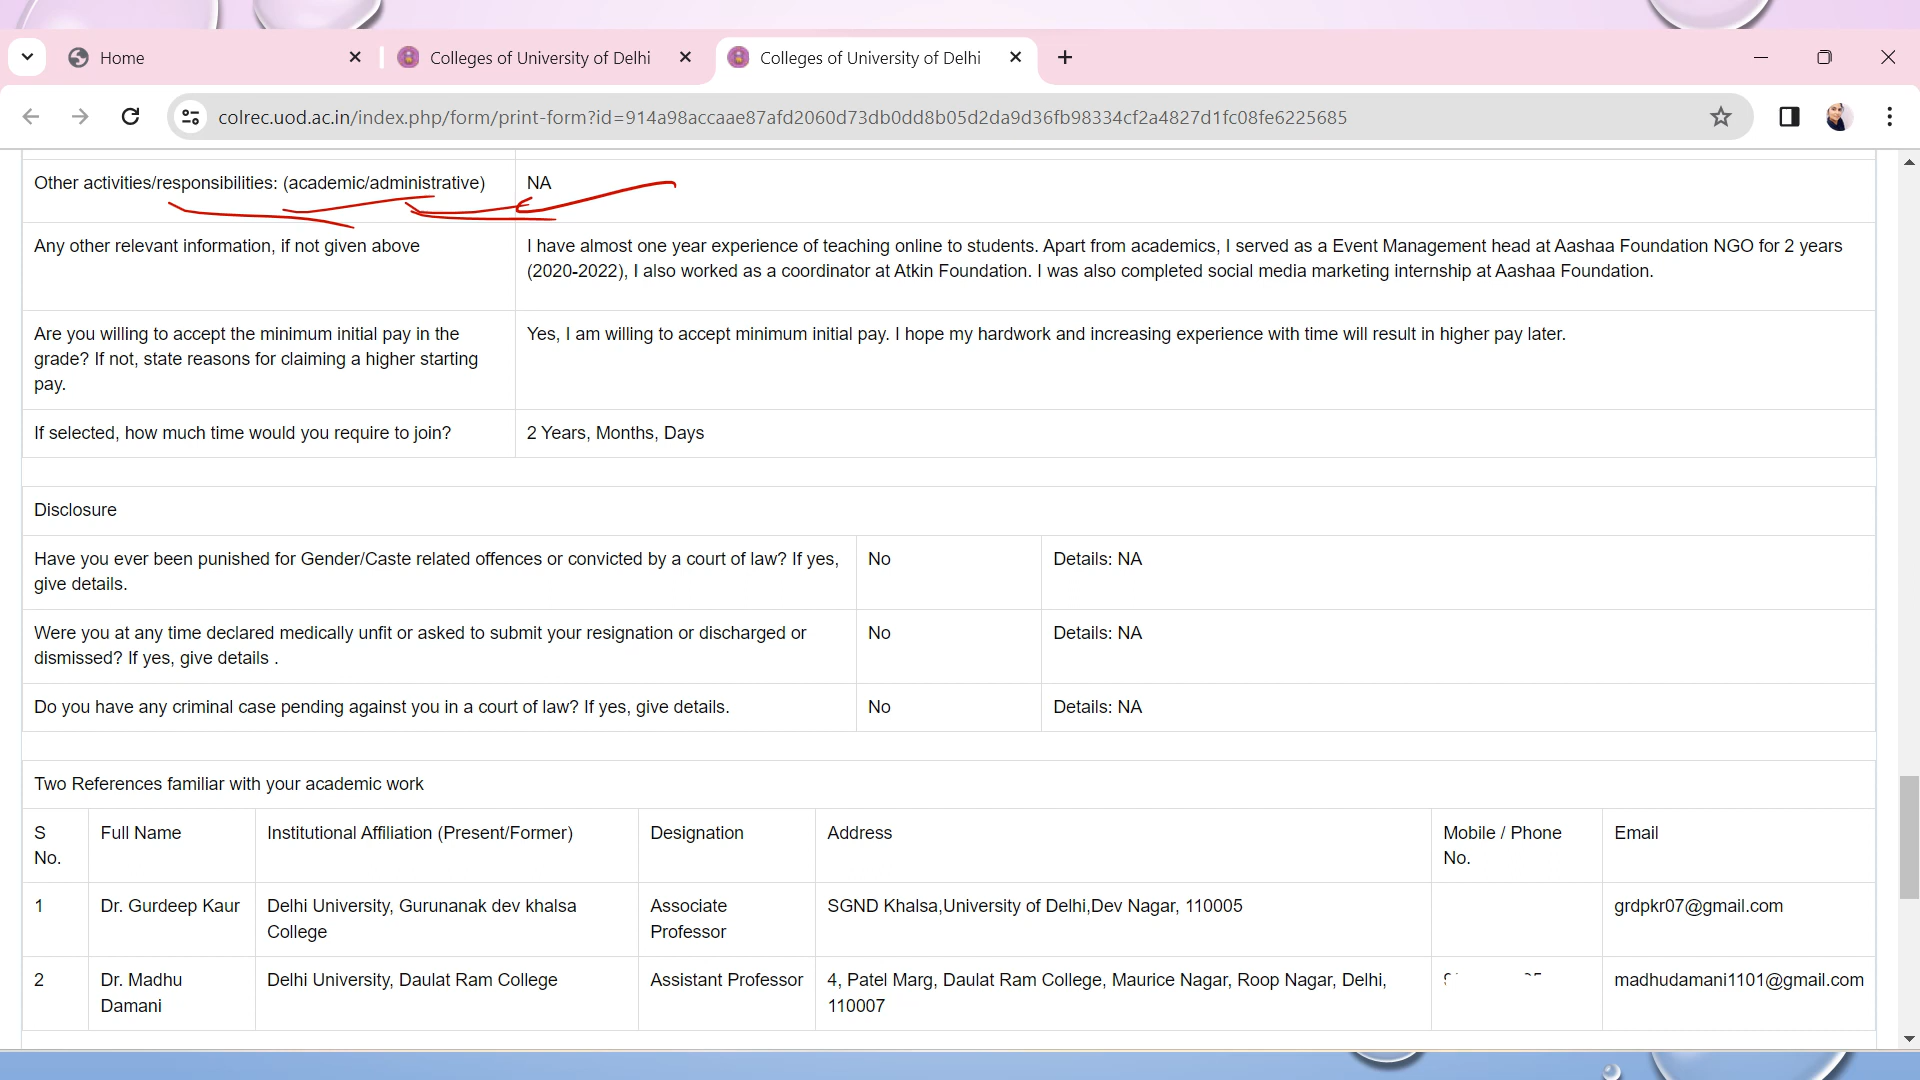 Home
Colleges of University of Delhi
Colleges of University of Delhi
colrec.uod.ac.in/index.php/form/print-form?id=914a98accaae87afd2060d73db0dd8b05d2da9d36fb98334cf2a4827d1fc08fe6225685
Other activities/responsibilities: (academic/administrative)
NA
Any other relevant information, if not given above
I have almost one year experience of teaching online to students. Apart from academics, I served as a Event Management head at Aashaa Foundation NGO for 2 years
(2020-2022), I also worked as a coordinator at Atkin Foundation. I was also completed social media marketing internship at Aashaa Foundation.
Are you willing to accept the minimum initial pay in the
grade? If not, state reasons for claiming a higher starting
pay.
Yes, I am willing to accept minimum initial pay. I hope my hardwork and increasing experience with time will result in higher pay later.
If selected, how much time would you require to join?
2 Years, Months, Days
Disclosure
Have you ever been punished for Gender/Caste related offences or convicted by a court of law? If yes,
give details.
No
Details: NA
Were you at any time declared medically unfit or asked to submit your resignation or discharged or
dismissed? If yes, give details .
No
Details: NA
Do you have any criminal case pending against you in a court of law? If yes, give details.
No
Details: NA
Two References familiar with your academic work
S
No.
Full Name
Institutional Affiliation (Present/Former)
Designation
Address
Mobile / Phone
No.
Email
1
Dr. Gurdeep Kaur
Delhi University, Gurunanak dev khalsa
College
Associate
Professor
SGND Khalsa,University of Delhi,Dev Nagar, 110005
grdpkr07@gmail.com
2
Dr. Madhu
Damani
Delhi University, Daulat Ram College
Assistant Professor
4, Patel Marg, Daulat Ram College, Maurice Nagar, Roop Nagar, Delhi,
110007
madhudamani1101@gmail.com